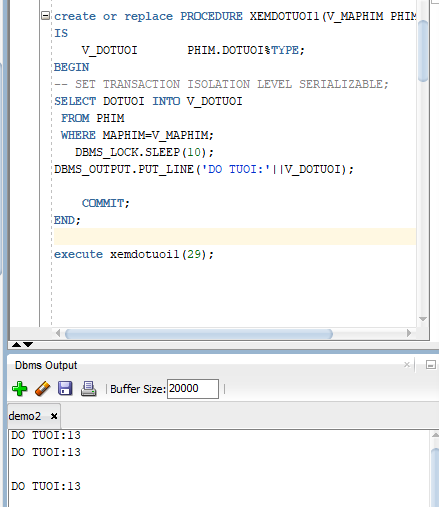 create or replace PROCEDURE XEMDOTUOI1(V_MAPHIM PHIM
IS
V_DOTUOI PHIM.DOTUOI%TYPE;
BEGIN
-- SET TRANSACTION ISOLATION LEVEL SERIALIZABLE;
SELECT DOTUOI INTO V_DOTUOI
FROM PHIM
WHERE MAPHIM=V_MAPHIM;
DBMS_LOCK.SLEEP(10);
DBMS_OUTPUT.PUT_LINE('DO TUOI:'||V_DOTUOI);
COMMIT;
END;
execute xemdotuoi1(29);
Dbms Output
Buffer Size: 20000
demo2
DO TUOI:13
DO TUOI:13
DO TUOI:13